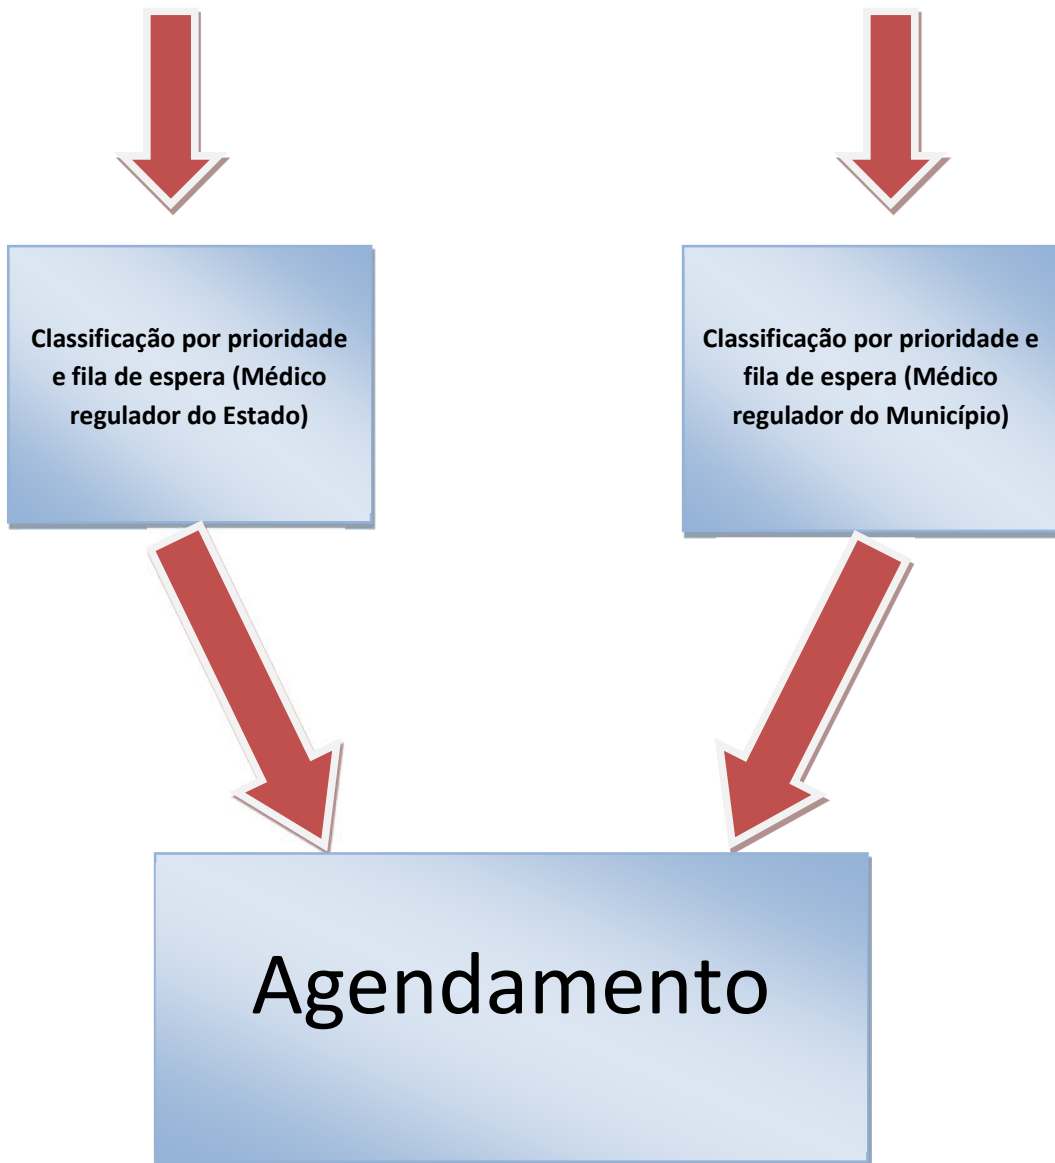 Classificação por prioridade
e fila de espera (Médico
regulador do Estado)
Classificação por prioridade e
fila de espera (Médico
regulador do Município)
Agendamento